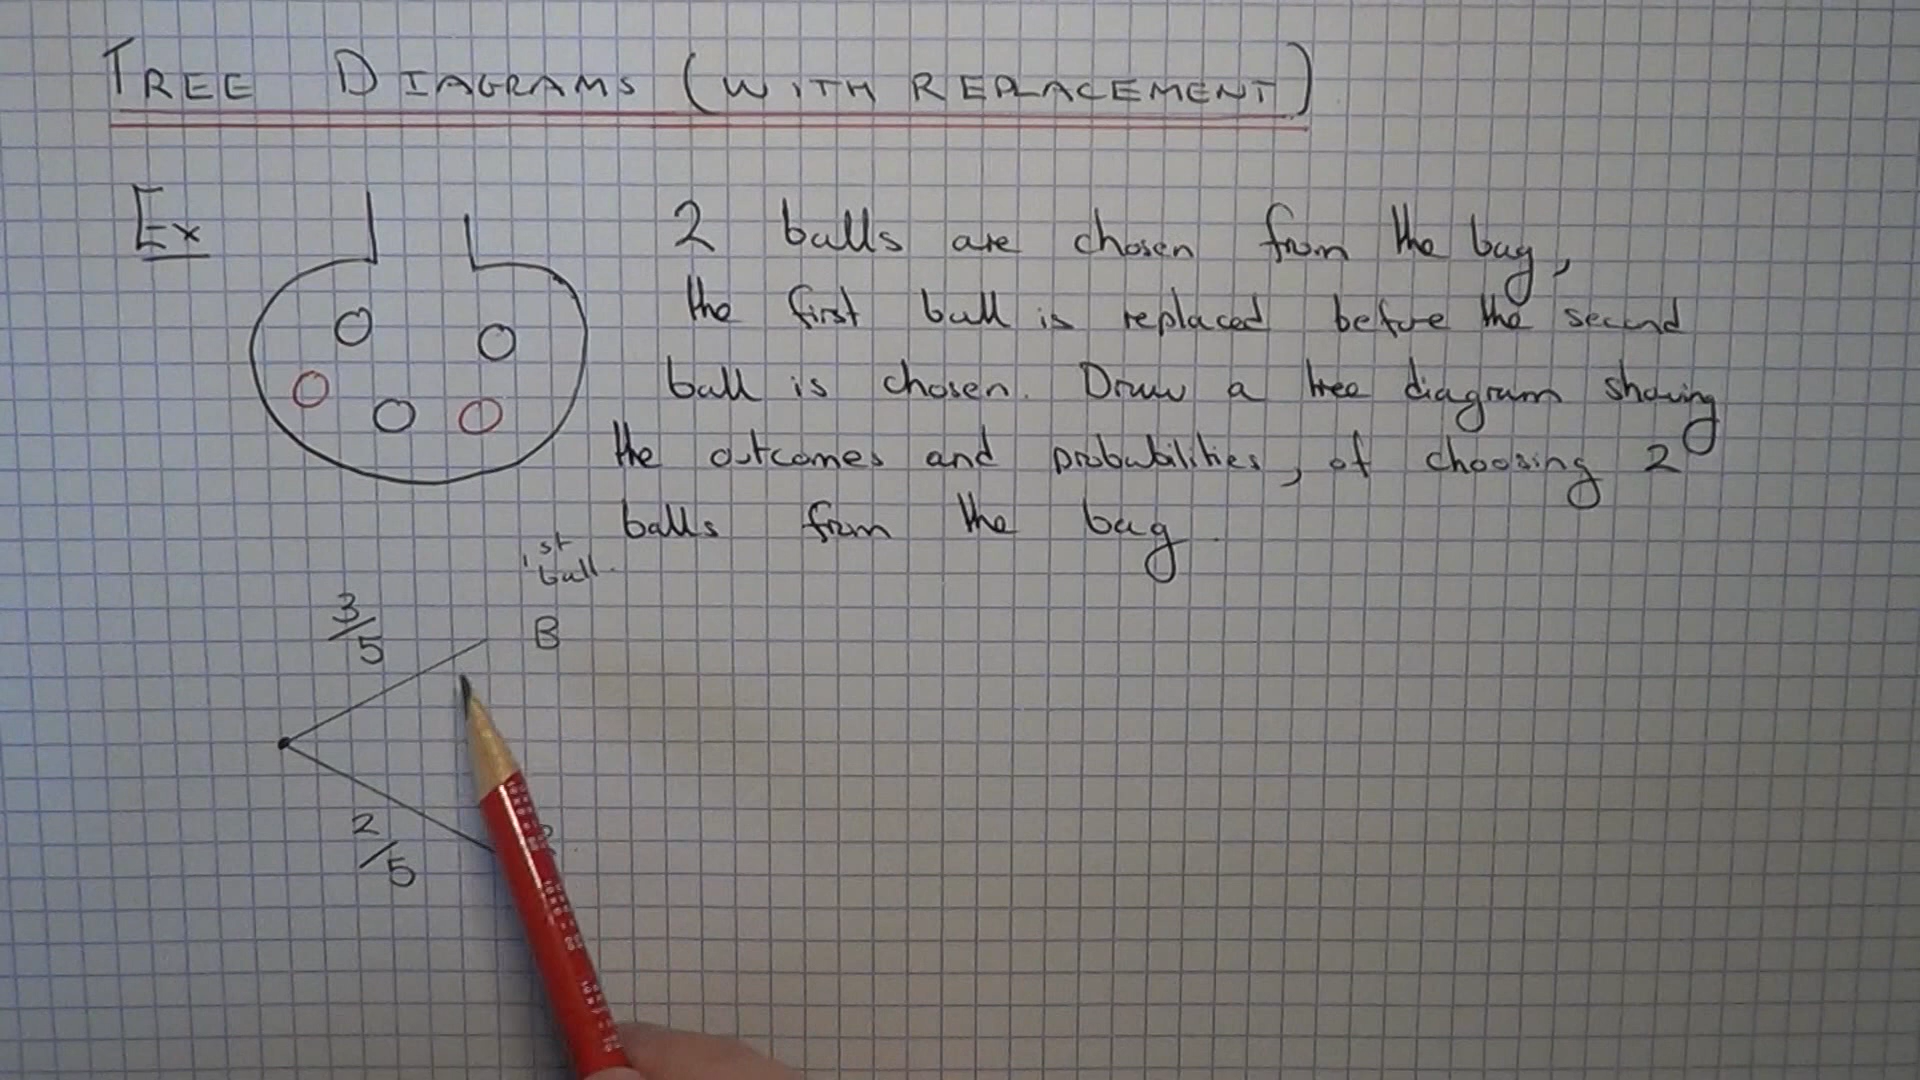 TREE DIAGRAMS (WITH REPLACEMENT)
Ex
2 balls are chosen from the bag,
the first ball is replaced before the second
ball is chosen. Draw a tree diagram showing
the outcomes and probabilities, of choosing 2
balls from the bag.
1st
ball.
3/5
B
2/5